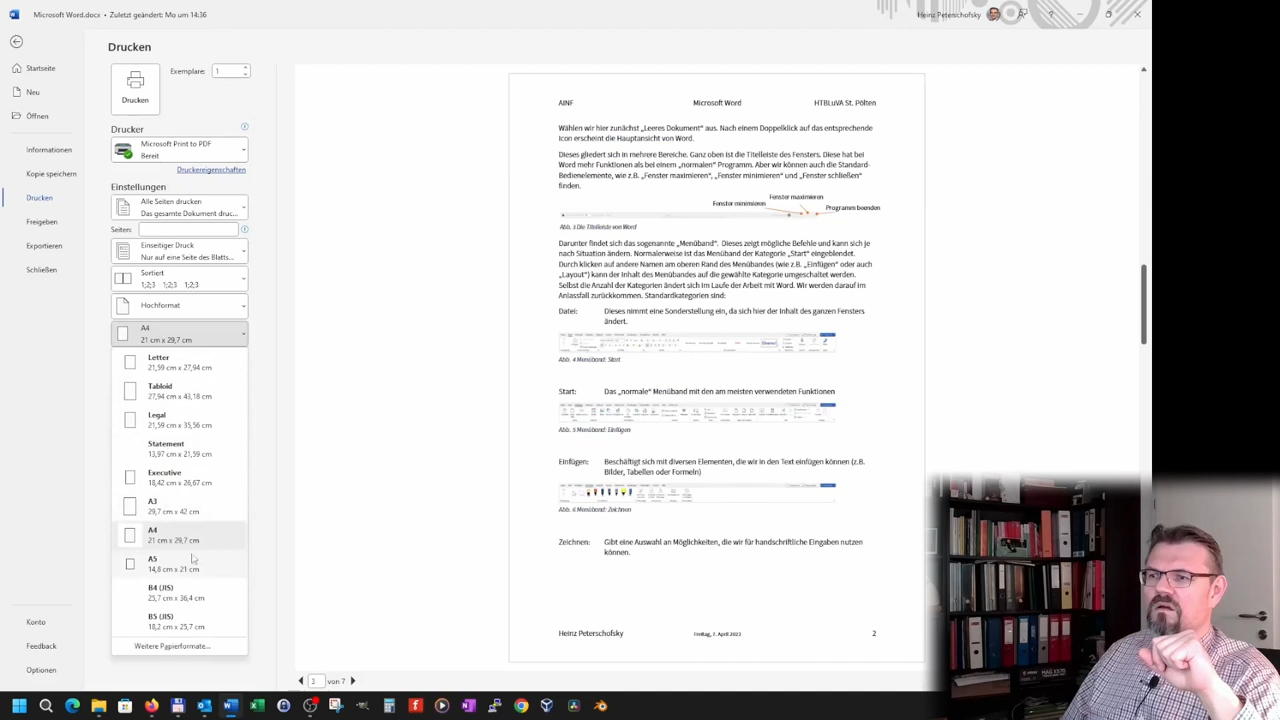 Microsoft Word.docx • Zuletzt geändert: Mo um 14:36
Heinz Peterschofsky
Drucken
Startseite
Neu
Öffnen
Informationen
Kopie speichern
Drucken
Freigeben
Exportieren
Schließen
Konto
Feedback
Optionen
Drucken
Exemplare: 1
Drucker
Microsoft Print to PDF
Bereit
Druckereigenschaften
Einstellungen
Alle Seiten drucken
Das gesamte Dokument druc...
Seiten:
Einseitiger Druck
Nur auf eine Seite des Blatts...
Sortiert
1;2;3 1;2;3 1;2;3
Hochformat
A4
21 cm x 29,7 cm
Letter
21,59 cm x 27,94 cm
Tabloid
27,94 cm x 43,18 cm
Legal
21,59 cm x 35,56 cm
Statement
13,97 cm x 21,59 cm
Executive
18,42 cm x 26,67 cm
A3
29,7 cm x 42 cm
A4
21 cm x 29,7 cm
A5
14,8 cm x 21 cm
B4 (JIS)
25,7 cm x 36,4 cm
B5 (JIS)
18,2 cm x 25,7 cm
Weitere Papierformate...
AINF Microsoft Word HTBLuVA St. Pölten
Wählen wir hier zunächst „Leeres Dokument“ aus. Nach einem Doppelklick auf das entsprechende
Icon erscheint die Hauptansicht von Word.
Dieses gliedert sich in mehrere Bereiche. Ganz oben ist die Titelleiste des Fensters. Diese hat bei
Word mehr Funktionen als bei einem „normalen“ Programm. Aber wir können auch die Standard-
Bedienelemente, wie z.B. „Fenster maximieren“, „Fenster minimieren“ und „Fenster schließen“
finden.
Fenster maximieren
Fenster minimieren
Programm beenden
Abb. 3 Die Titelleiste von Word
Darunter findet sich das sogenannte „Menüband“. Dieses zeigt mögliche Befehle und kann sich je
nach Situation ändern. Normalerweise ist das Menüband der Kategorie „Start“ eingeblendet.
Durch klicken auf andere Namen am oberen Rand des Menübandes (wie z.B. „Einfügen“ oder auch
„Layout“) kann der Inhalt des Menübandes auf die gewählte Kategorie umgeschaltet werden.
Selbst die Anzahl der Kategorien ändert sich im Laufe der Arbeit mit Word. Wir werden darauf im
Anlassfall zurückkommen. Standardkategorien sind:
Datei: Dieses nimmt eine Sonderstellung ein, da sich hier der Inhalt des ganzen Fensters
ändert.
Abb. 4 Menüband: Start
Start: Das „normale“ Menüband mit den am meisten verwendeten Funktionen
Abb. 5 Menüband: Einfügen
Einfügen: Beschäftigt sich mit diversen Elementen, die wir in den Text einfügen können (z.B.
Bilder, Tabellen oder Formeln)
Abb. 6 Menüband: Zeichnen
Zeichnen: Gibt eine Auswahl an Möglichkeiten, die wir für handschriftliche Eingaben nutzen
können.
Heinz Peterschofsky Freitag, 7. April 2023 2
3 von 7